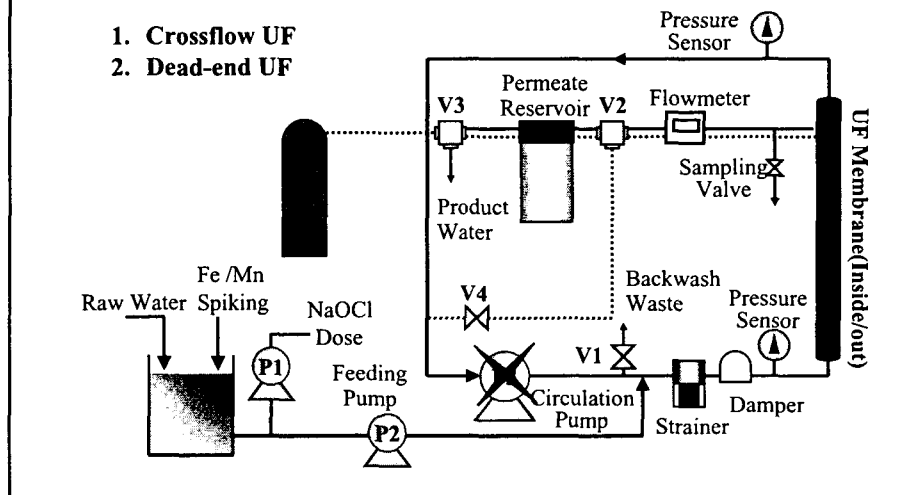 1. Crossflow UF
2. Dead-end UF
Pressure
Sensor
Permeate
Reservoir
V3
V2
Flowmeter
UF Membrane(Inside/out)
Sampling
Valve
Product
Water
Fe /Mn
Spiking
Raw Water
NaOCl
Dose
V4
Backwash
Waste
Pressure
Sensor
P1
V1
Feeding
Pump
Circulation
Pump
Damper
Strainer
P2